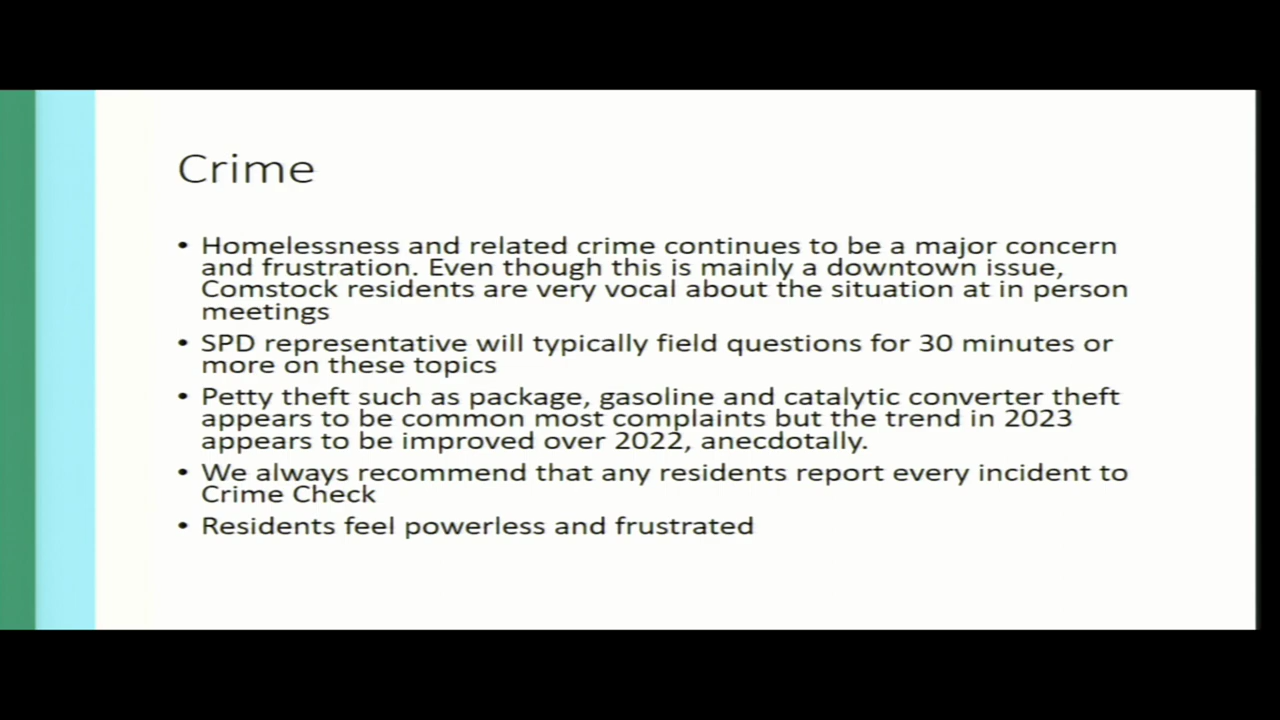 Crime
• Homelessness and related crime continues to be a major concern
and frustration. Even though this is mainly a downtown issue,
Comstock residents are very vocal about the situation at in person
meetings
• SPD representative will typically field questions for 30 minutes or
more on these topics
• Petty theft such as package, gasoline and catalytic converter theft
appears to be common most complaints but the trend in 2023
appears to be improved over 2022, anecdotally.
• We always recommend that any residents report every incident to
Crime Check
• Residents feel powerless and frustrated